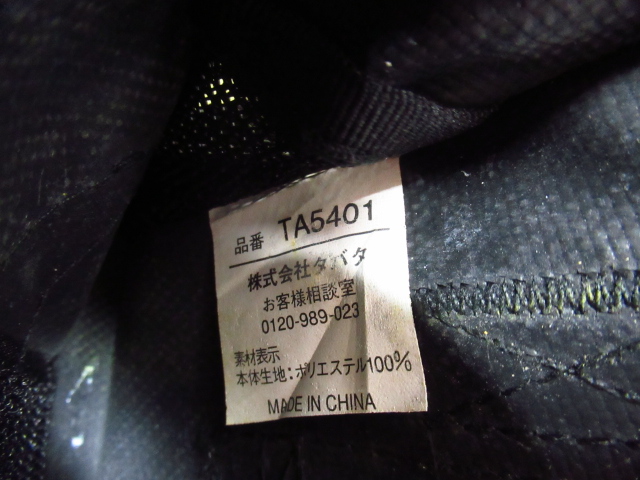 品番 TA5401
株式会社タバタ
お客様相談室
0120-989-023
素材表示
本体生地:ポリエステル100%
MADE IN CHINA